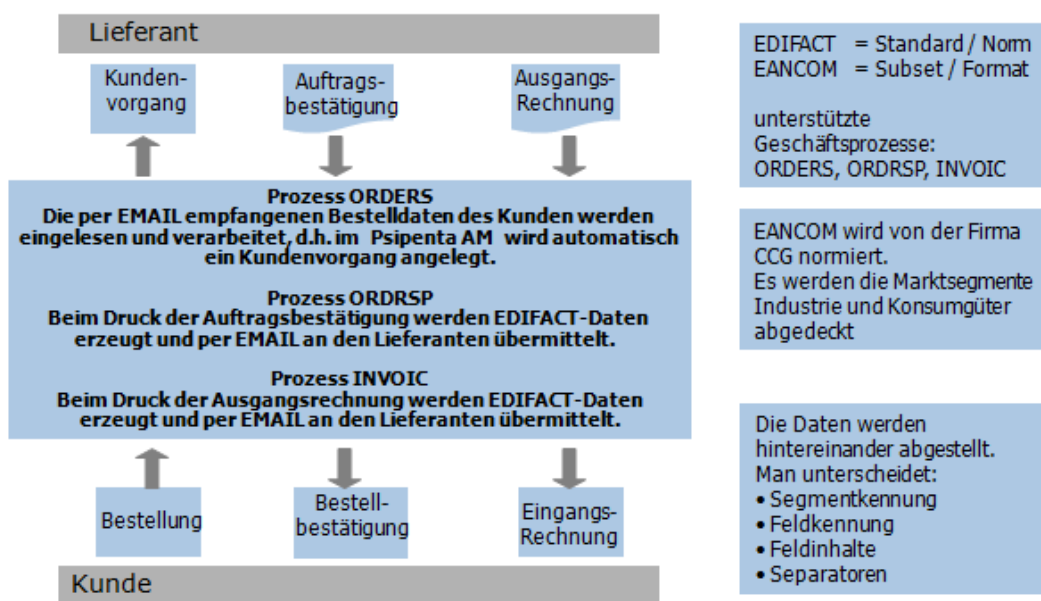 Lieferant
Kunden-
vorgang
Auftrags-
bestätigung
Ausgangs-
Rechnung
Prozess ORDERS
Die per EMAIL empfangenen Bestelldaten des Kunden werden
eingelesen und verarbeitet, d.h. im Psipenta AM wird automatisch
ein Kundenvorgang angelegt.
Prozess ORDRSP
Beim Druck der Auftragsbestätigung werden EDIFACT-Daten
erzeugt und per EMAIL an den Lieferanten übermittelt.
Prozess INVOIC
Beim Druck der Ausgangsrechnung werden EDIFACT-Daten
erzeugt und per EMAIL an den Lieferanten übermittelt.
Bestellung
Bestell-
bestätigung
Eingangs-
Rechnung
Kunde
EDIFACT = Standard / Norm
EANCOM = Subset / Format
unterstützte
Geschäftsprozesse:
ORDERS, ORDRSP, INVOIC
EANCOM wird von der Firma
CCG normiert.
Es werden die Marktsegmente
Industrie und Konsumgüter
abgedeckt
Die Daten werden
hintereinander abgestellt.
Man unterscheidet:
• Segmentkennung
• Feldkennung
• Feldinhalte
• Separatoren